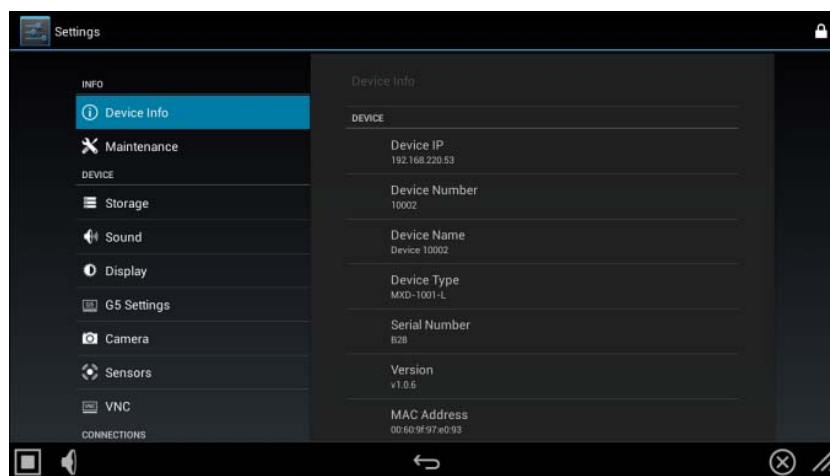 Settings
INFO
Device Info
Maintenance
DEVICE
Storage
Sound
Display
G5 Settings
Camera
Sensors
VNC
CONNECTIONS
Device Info
DEVICE
Device IP
192.168.220.53
Device Number
10002
Device Name
Device 10002
Device Type
MXD-1001-L
Serial Number
B28
Version
v1.0.6
MAC Address
00:60:9f:97:e0:93